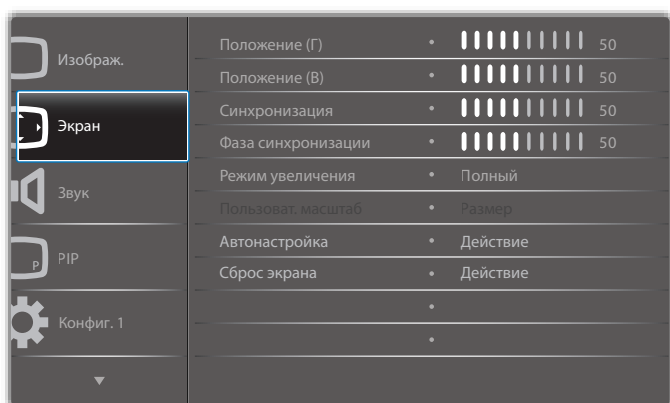 Изображ.
Экран
Звук
P
PIP
Конфиг. 1
Положение (Г) • 50
Положение (В) • 50
Синхронизация • 50
Фаза синхронизации • 50
Режим увеличения • Полный
Пользоват. масштаб • Размер
Автонастройка • Действие
Сброс экрана • Действие